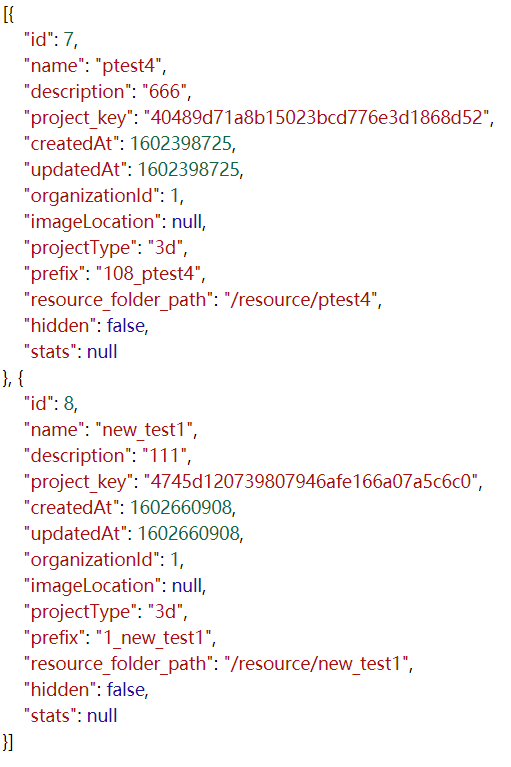 [{
"id": 7,
"name": "ptest4",
"description": "666",
"project_key": "40489d71a8b15023bcd776e3d1868d52",
"createdAt": 1602398725,
"updatedAt": 1602398725,
"organizationId": 1,
"imageLocation": null,
"projectType": "3d",
"prefix": "108_ptest4",
"resource_folder_path": "/resource/ptest4",
"hidden": false,
"stats": null
}, {
"id": 8,
"name": "new_test1",
"description": "111",
"project_key": "4745d120739807946afe166a07a5c6c0",
"createdAt": 1602660908,
"updatedAt": 1602660908,
"organizationId": 1,
"imageLocation": null,
"projectType": "3d",
"prefix": "1_new_test1",
"resource_folder_path": "/resource/new_test1",
"hidden": false,
"stats": null
}]